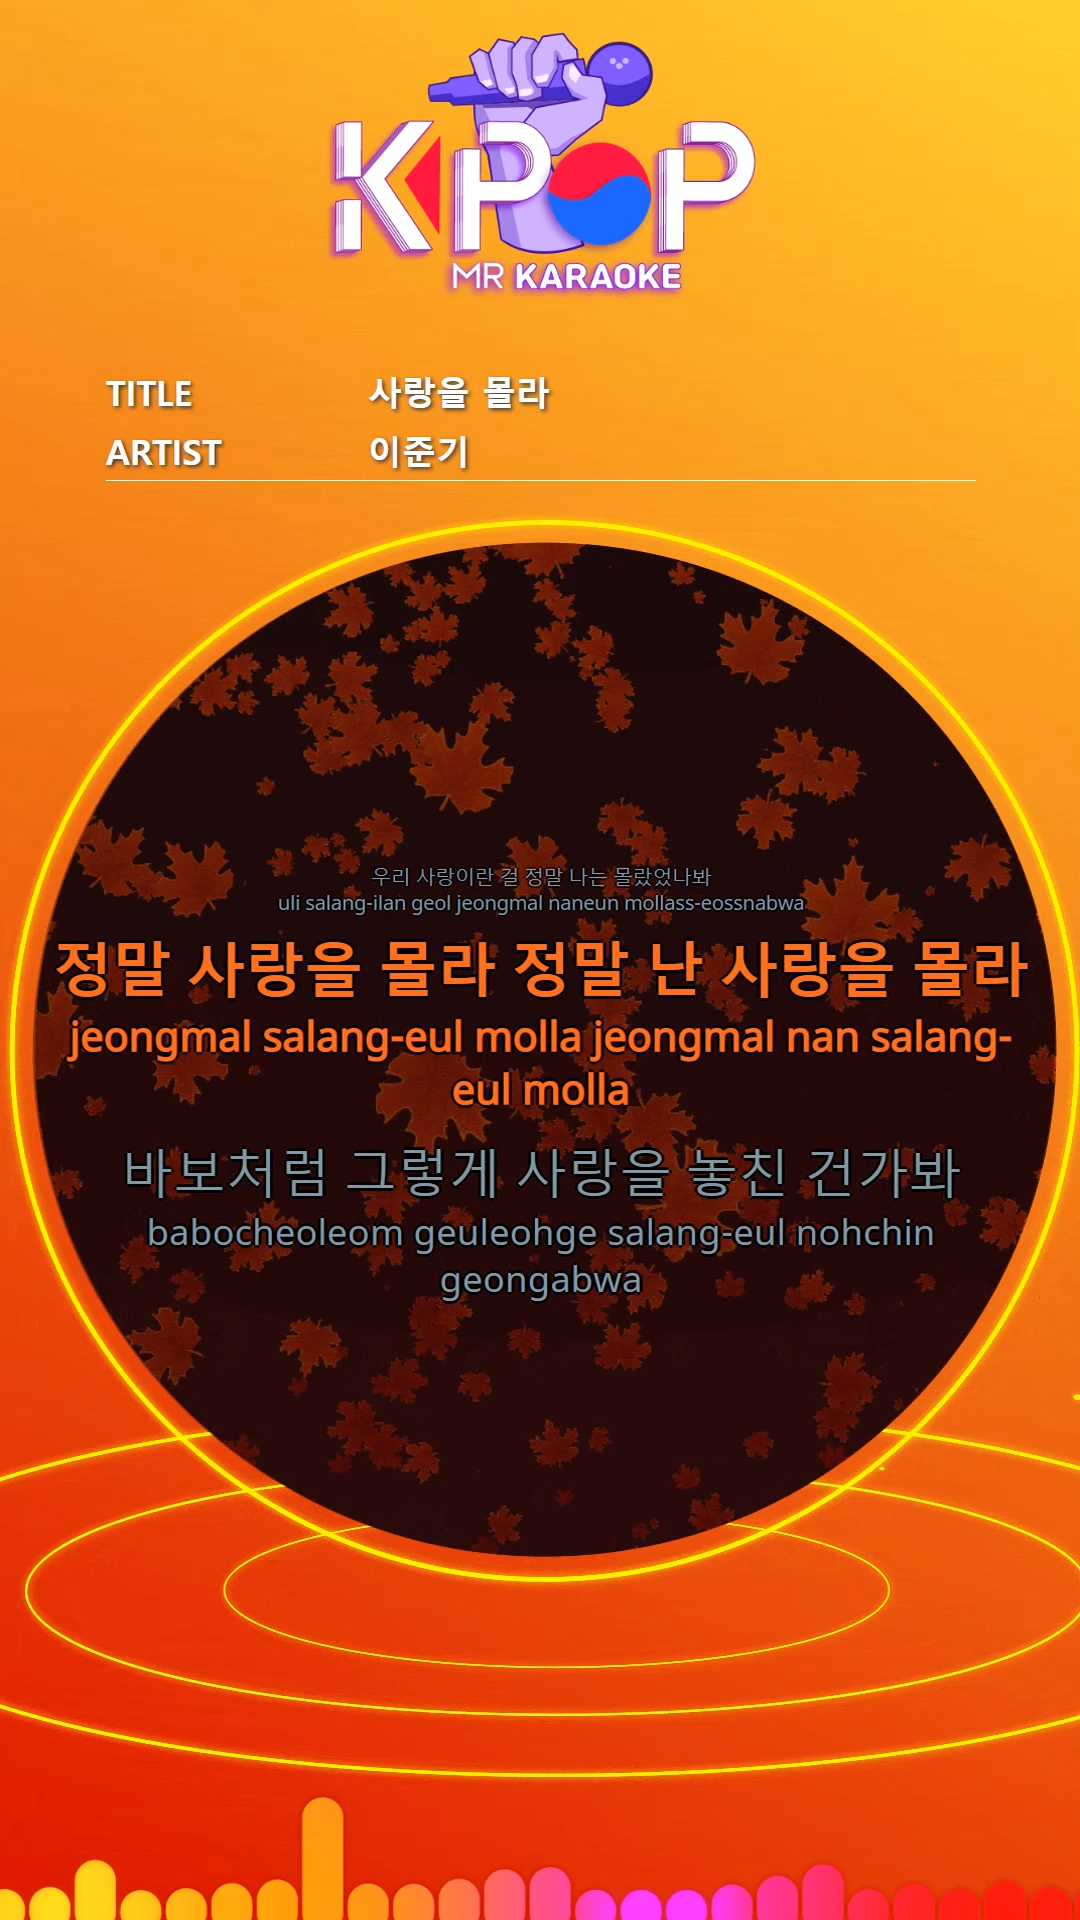 KPOP
MR KARAOKE
TITLE 사랑을 몰라
ARTIST 이준기
우리 사랑이란 걸 정말 나는 몰랐었나봐
uli salang-ilan geol jeongmal naneun mollass-eossnabwa
정말 사랑을 몰라 정말 난 사랑을 몰라
jeongmal salang-eul molla jeongmal nan salang-
eul molla
바보처럼 그렇게 사랑을 놓친 건가봐
babocheoleom geuleohge salang-eul nohchin
geongabwa